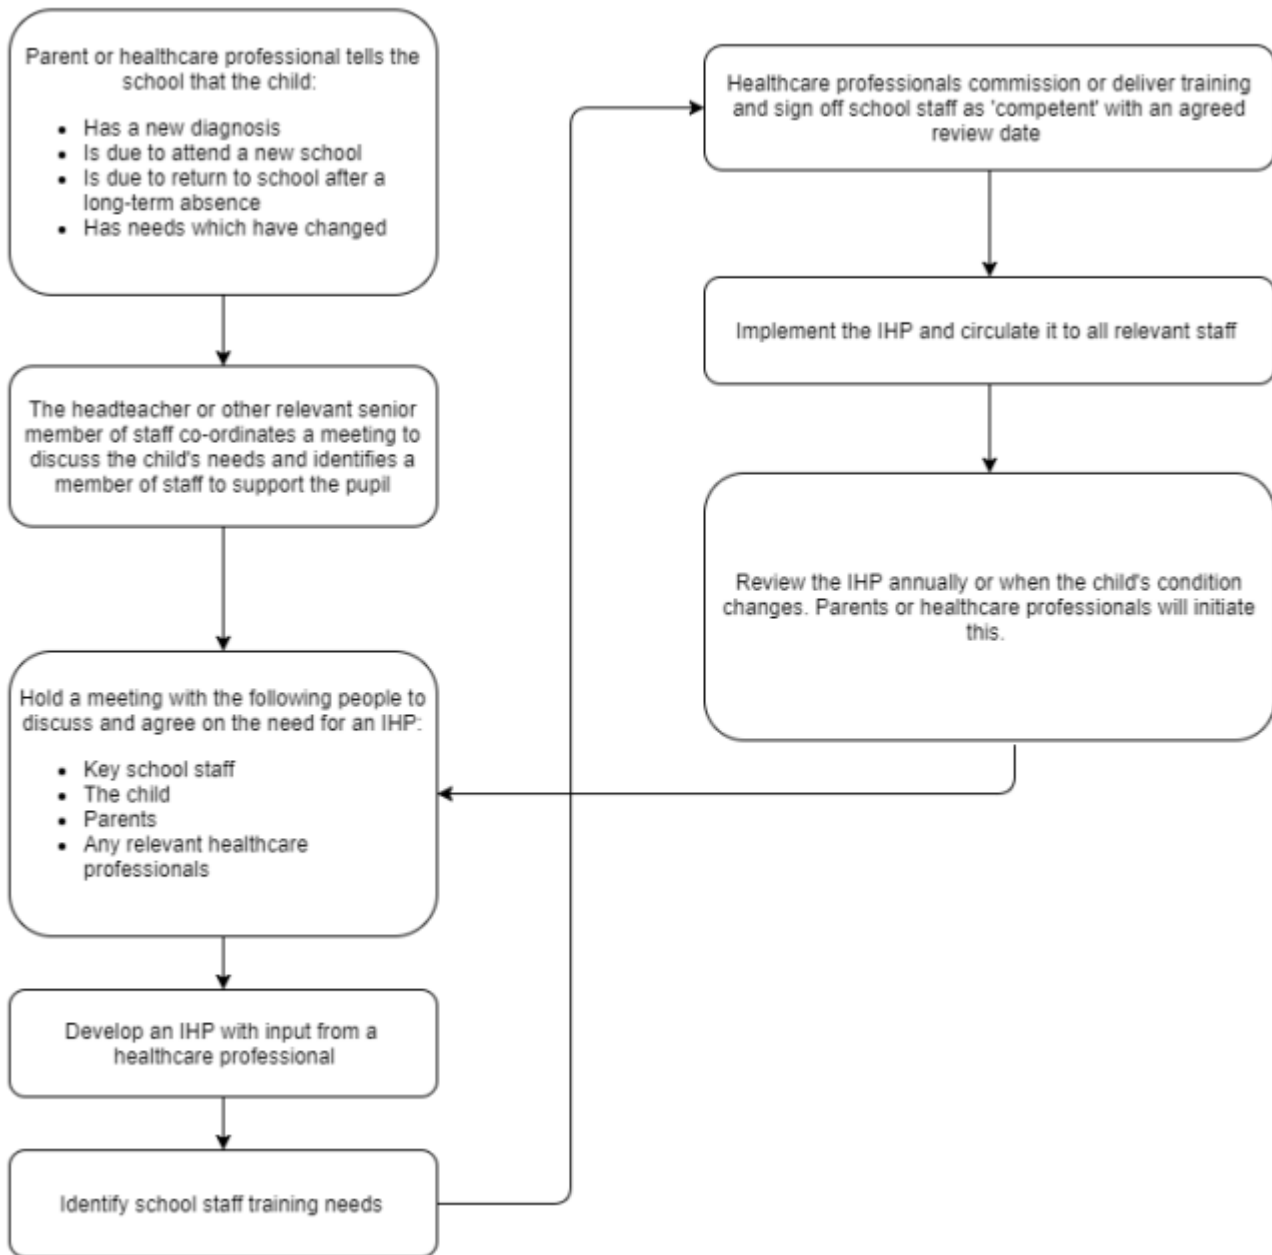 Parent or healthcare professional tells the
school that the child:
• Has a new diagnosis
• Is due to attend a new school
• Is due to return to school after a
long-term absence
• Has needs which have changed
The headteacher or other relevant senior
member of staff co-ordinates a meeting to
discuss the child's needs and identifies a
member of staff to support the pupil
Hold a meeting with the following people to
discuss and agree on the need for an IHP:
• Key school staff
• The child
• Parents
• Any relevant healthcare
professionals
Develop an IHP with input from a
healthcare professional
Identify school staff training needs
Healthcare professionals commission or deliver training
and sign off school staff as 'competent' with an agreed
review date
Implement the IHP and circulate it to all relevant staff
Review the IHP annually or when the child's condition
changes. Parents or healthcare professionals will initiate
this.